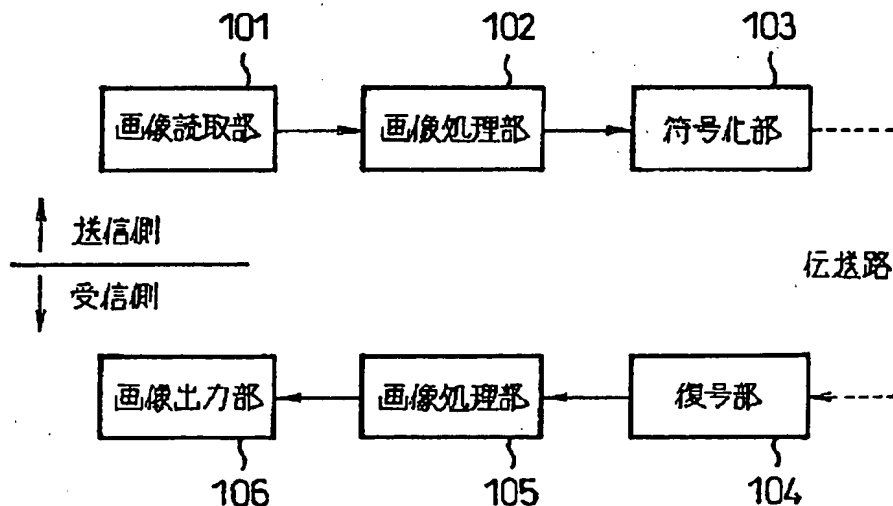 101 102 103
画像読取部 画像処理部 符号化部
送信側
伝送路
受信側
画像出力部 画像処理部 復号部
106 105 104